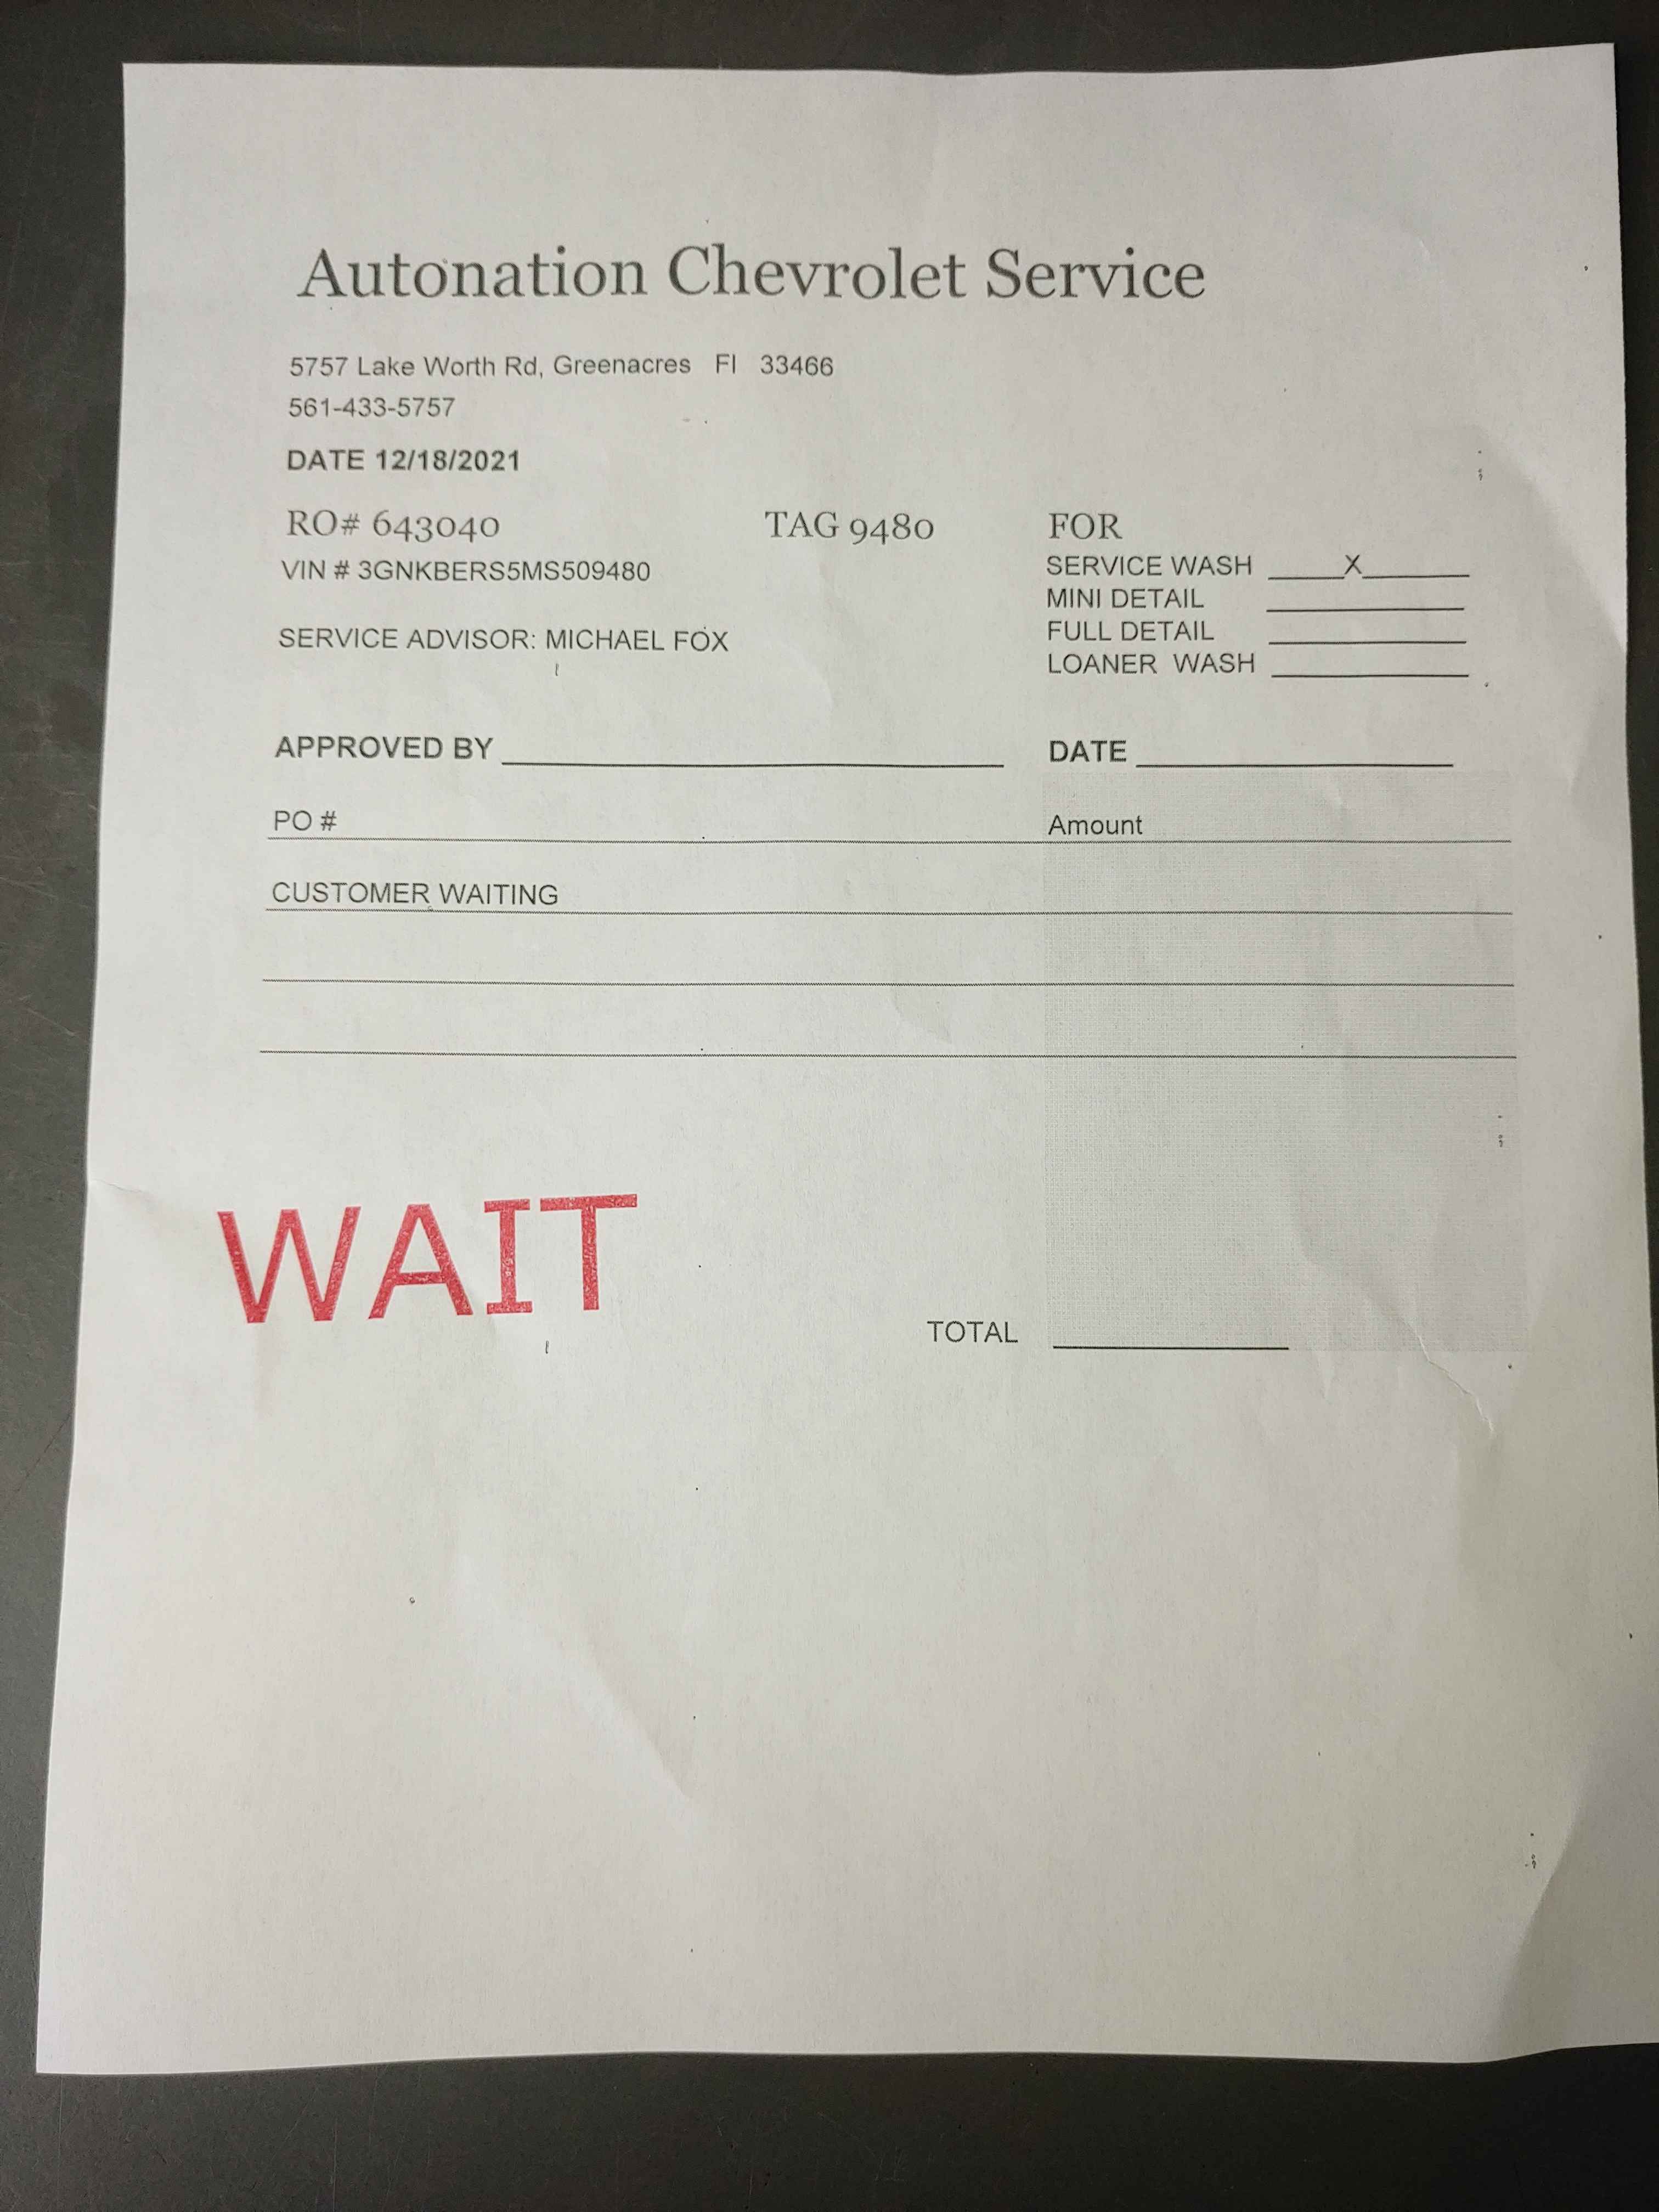 Autonation Chevrolet Service
5757 Lake Worth Rd, Greenacres Fl 33466
561-433-5757
DATE 12/18/2021
RO# 643040 TAG 9480 FOR
VIN # 3GNKBERS5MS509480 SERVICE WASH _____X_______
MINI DETAIL
FULL DETAIL
SERVICE ADVISOR: MICHAEL FOX
LOANER WASH
APPROVED BY DATE
PO # Amount
CUSTOMER WAITING
WAIT
TOTAL